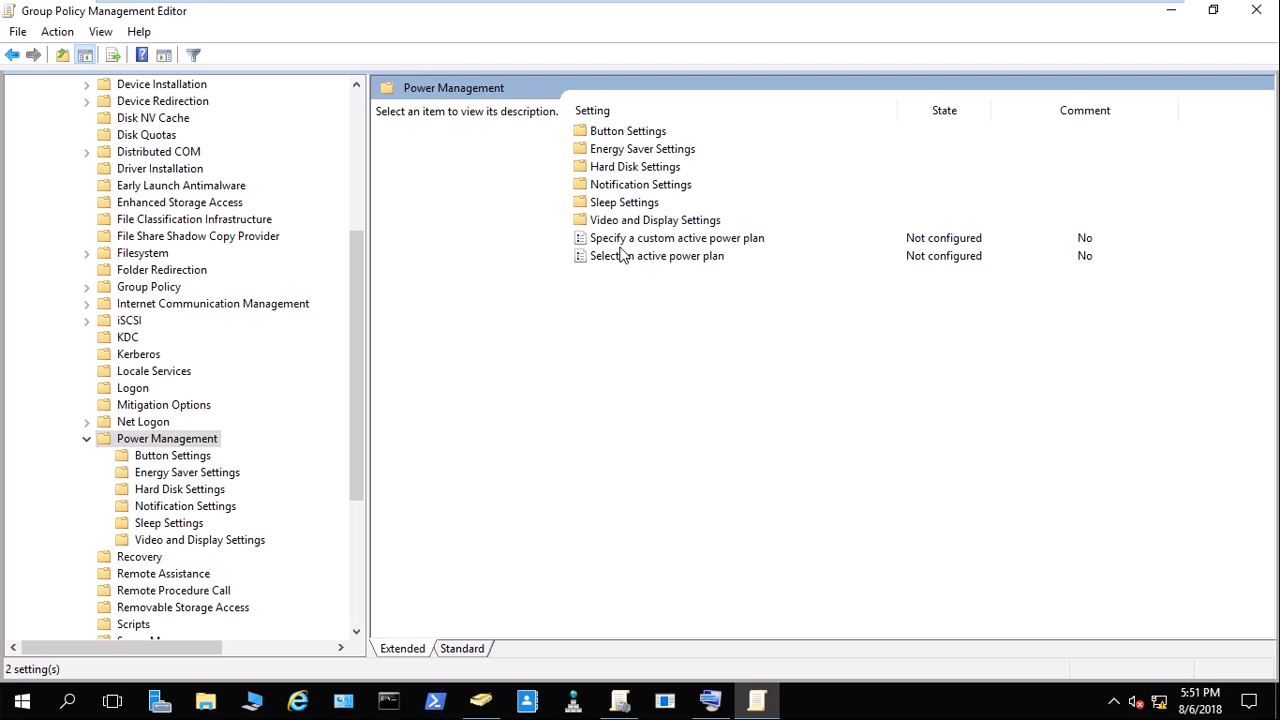 Group Policy Management Editor
File Action View Help
Device Installation
Device Redirection
Disk NV Cache
Disk Quotas
Distributed COM
Driver Installation
Early Launch Antimalware
Enhanced Storage Access
File Classification Infrastructure
File Share Shadow Copy Provider
Filesystem
Folder Redirection
Group Policy
Internet Communication Management
iSCSI
KDC
Kerberos
Locale Services
Logon
Mitigation Options
Net Logon
Power Management
Button Settings
Energy Saver Settings
Hard Disk Settings
Notification Settings
Sleep Settings
Video and Display Settings
Recovery
Remote Assistance
Remote Procedure Call
Removable Storage Access
Scripts
Power Management
Select an item to view its description.
Setting State Comment
Button Settings
Energy Saver Settings
Hard Disk Settings
Notification Settings
Sleep Settings
Video and Display Settings
Specify a custom active power plan Not configured No
Select an active power plan Not configured No
Extended Standard
2 setting(s)
5:51 PM
8/6/2018